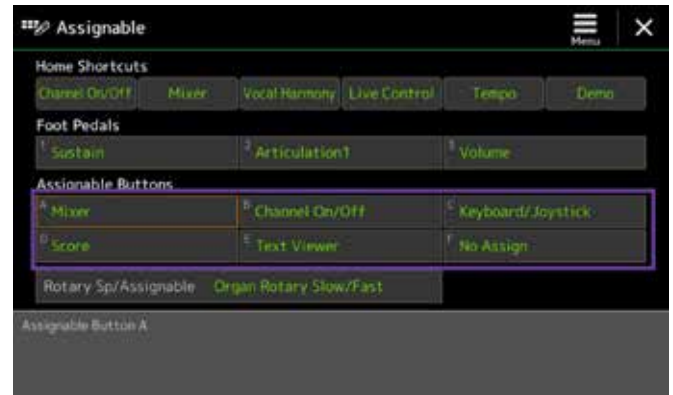 Assignable
Menu
Home Shortcuts
Channel On/Off Mixer Vocal Harmony Live Control Tempo Demo
Foot Pedals
1 Sustain 2 Articulation1 3 Volume
Assignable Buttons
A Mixer B Channel On/Off C Keyboard/Joystick
D Score E Text Viewer F No Assign
Rotary Sp/Assignable Organ Rotary Slow/Fast
Assignable Button A